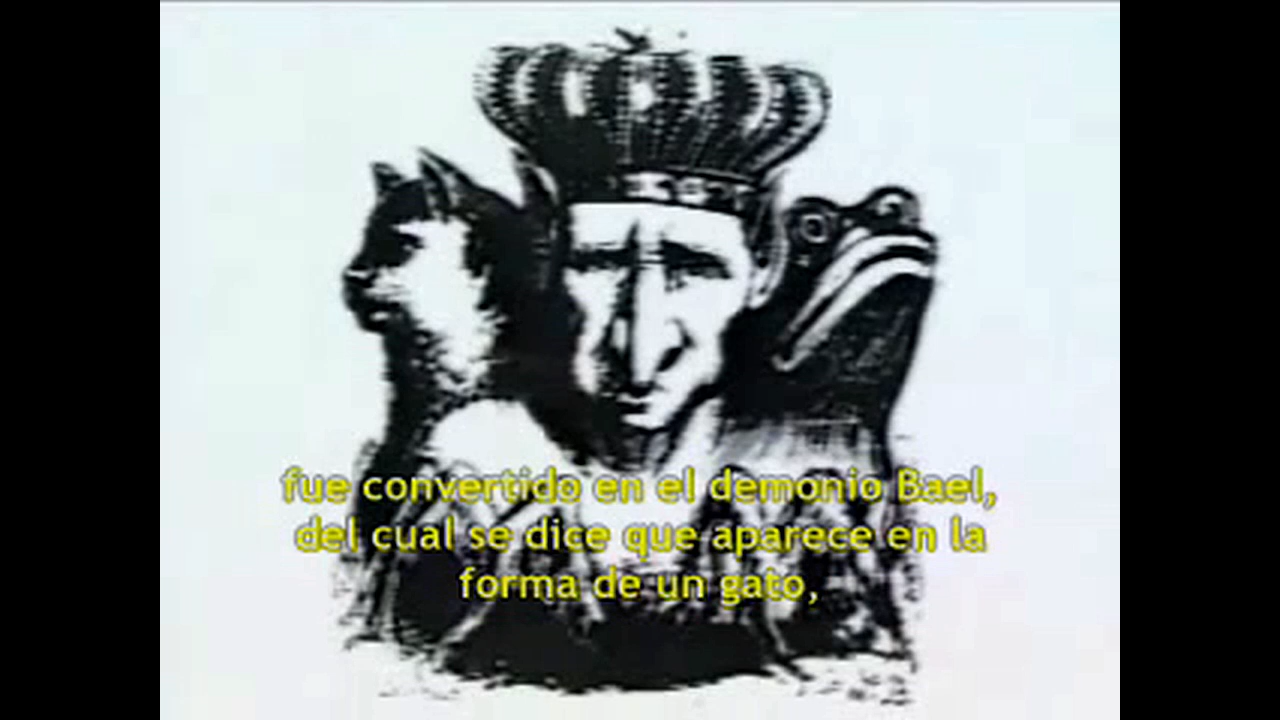 fue convertido en el demonio Bael,
del cual se dice que aparece en la
forma de un gato,